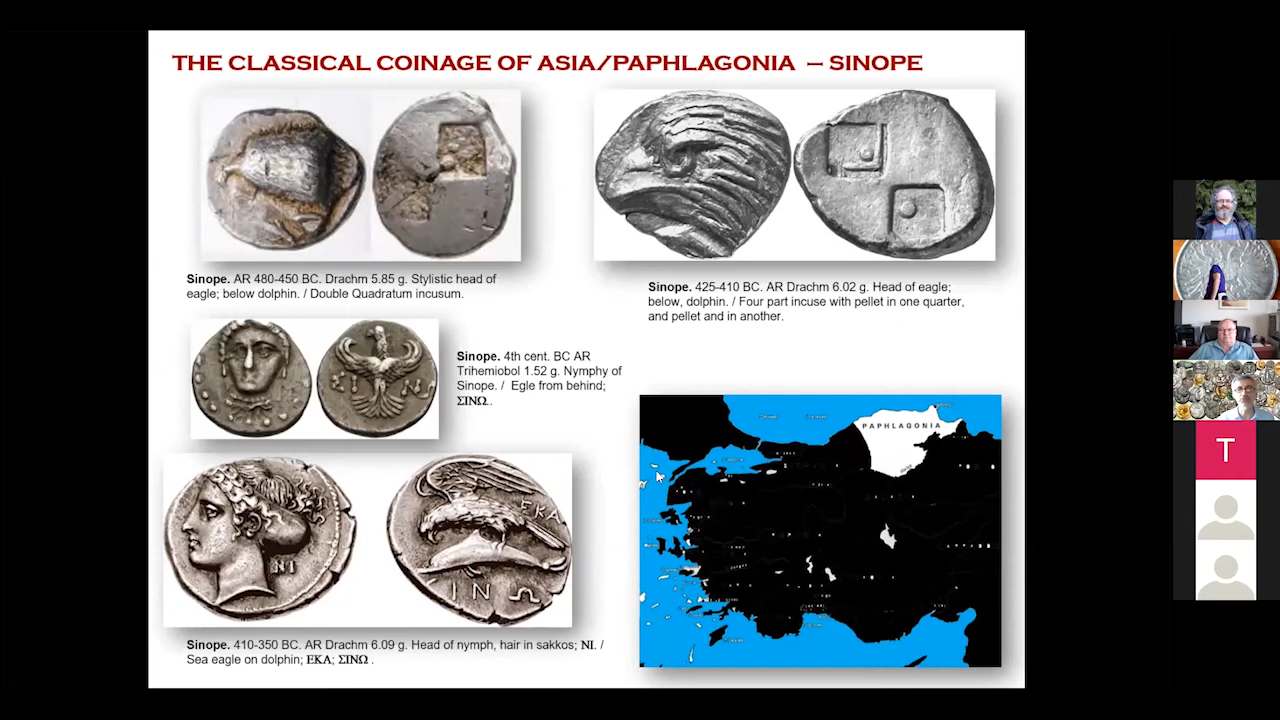 THE CLASSICAL COINAGE OF ASIA/PAPHLAGONIA – SINOPE
Sinope. AR 480-450 BC. Drachm 5.85 g. Stylistic head of
eagle; below dolphin. / Double Quadratum incusum.
Sinope. 425-410 BC. AR Drachm 6.02 g. Head of eagle;
below, dolphin. / Four part incuse with pellet in one quarter,
and pellet and in another.
Sinope. 4th cent. BC AR
Trihemiobol 1.52 g. Nymphy of
Sinope. / Egle from behind;
ΣΙΝΩ..
ΝΙ
ΕΚΑ
ΙΝΩ
Sinope. 410-350 BC. AR Drachm 6.09 g. Head of nymph, hair in sakkos; ΝΙ. /
Sea eagle on dolphin; ΕΚΑ; ΣΙΝΩ .
PAPHLAGONIA
T